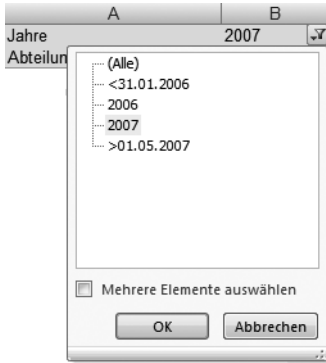 A B
Jahre 2007
Abteilun
(Alle)
<31.01.2006
2006
2007
>01.05.2007
Mehrere Elemente auswählen
OK Abbrechen